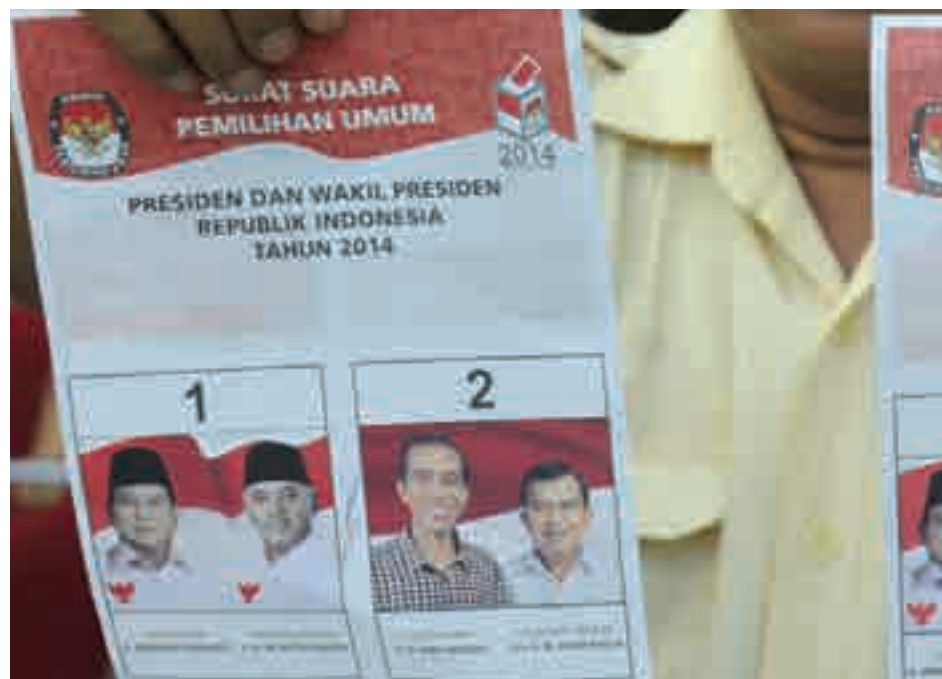 SURAT SUARA
PEMILIHAN UMUM
2014
PRESIDEN DAN WAKIL PRESIDEN
REPUBLIK INDONESIA
TAHUN 2014
1
2